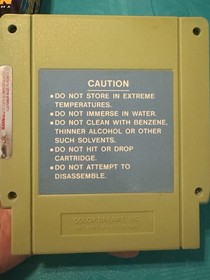 CAUTION
●DO NOT STORE IN EXTREME
TEMPERATURES.
●DO NOT IMMERSE IN WATER.
●DO NOT CLEAN WITH BENZENE,
THINNER ALCOHOL OR OTHER
SUCH SOLVENTS.
●DO NOT HIT OR DROP
CARTRIDGE.
●DO NOT ATTEMPT TO
DISASSEMBLE.